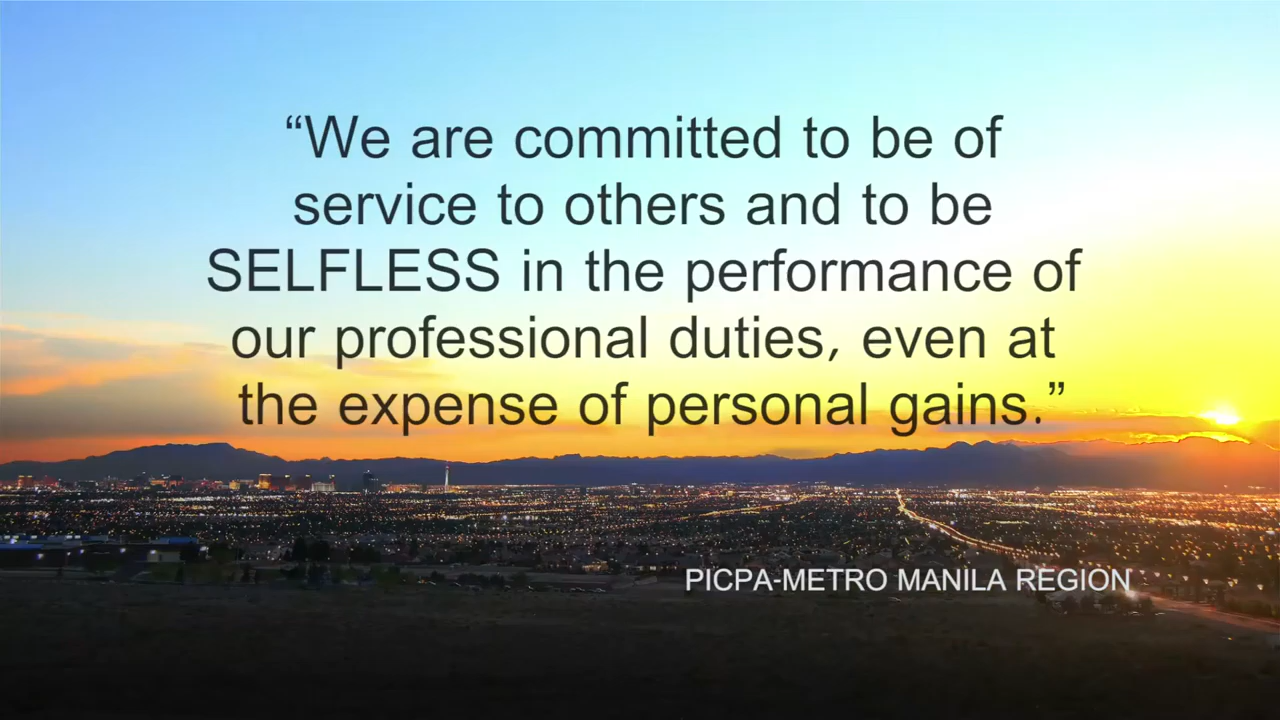 “We are committed to be of
service to others and to be
SELFLESS in the performance of
our professional duties, even at
the expense of personal gains.”
PICPA-METRO MANILA REGION